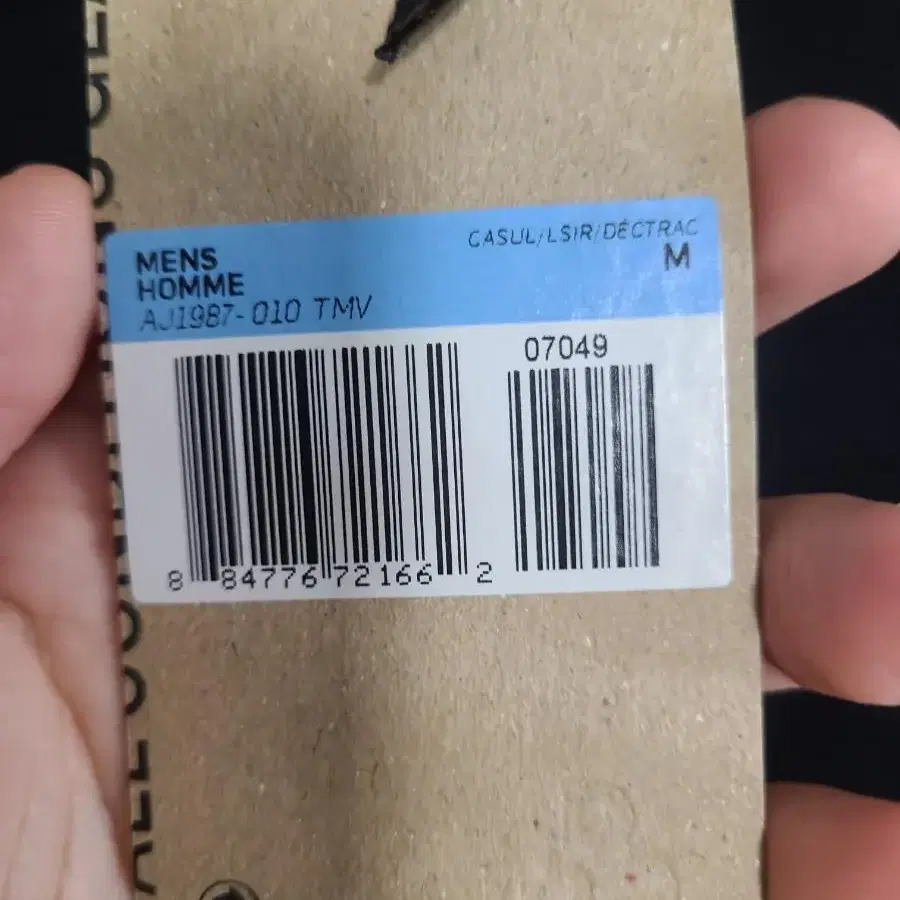 MENS
HOMME
CASUL/LSIR/DÉCTRAC
M
AJ1987-010 TMV
07049
8 84776 72166 2